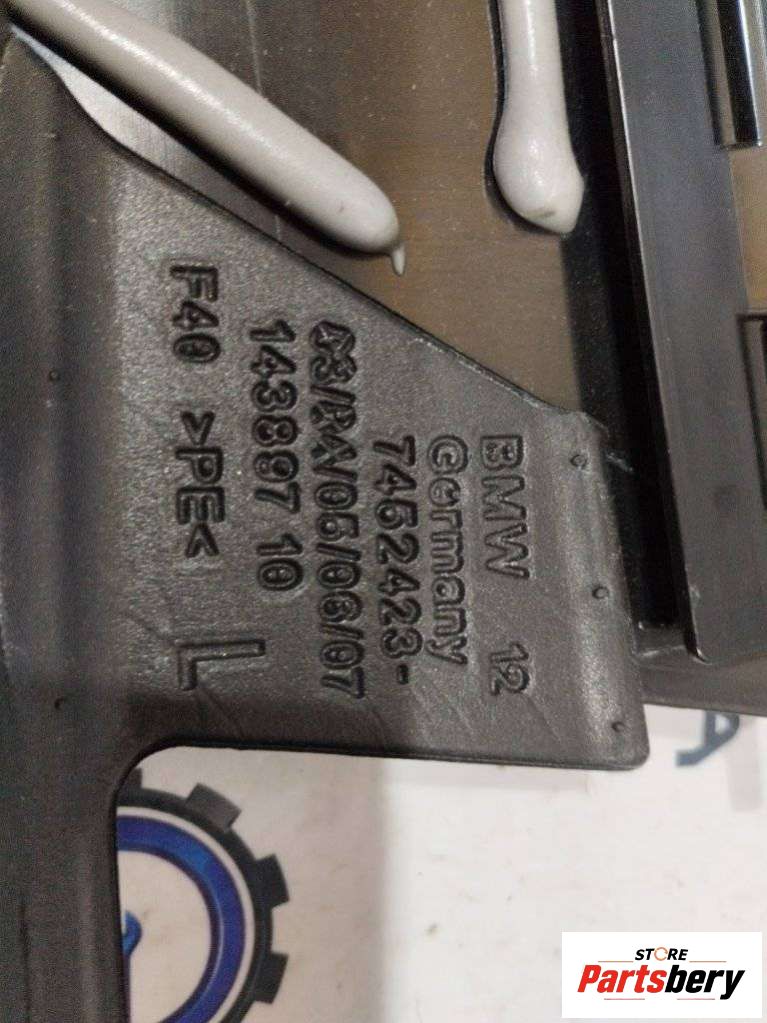 BMW 12
Germany
7452423-
03/04/05/06/07
143897 10
F40 >PE<
L
A
STORE
Partsbery